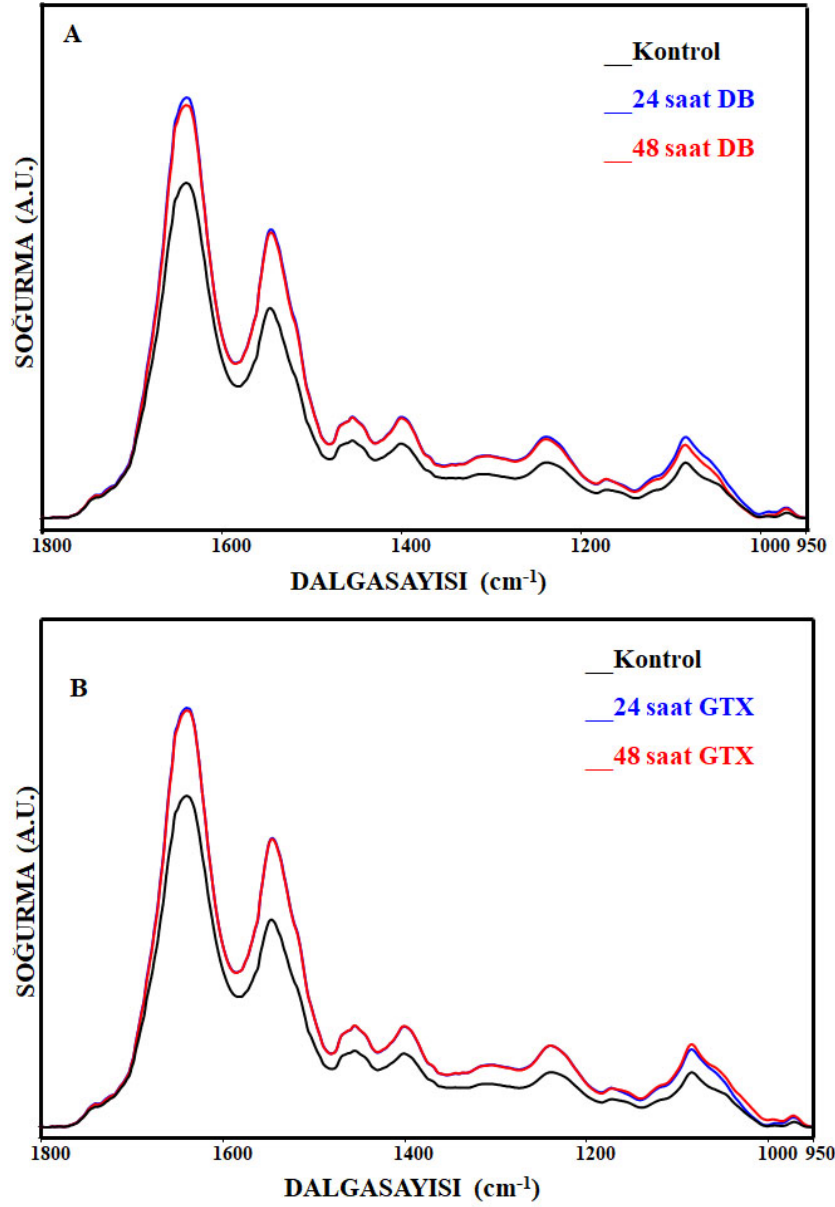 A
__Kontrol
__24 saat DB
__48 saat DB
SOĞURMA (A.U.)
1800 1600 1400 1200 1000 950
DALGASAYISI (cm⁻¹)
B
__Kontrol
__24 saat GTX
__48 saat GTX
SOĞURMA (A.U.)
1800 1600 1400 1200 1000 950
DALGASAYISI (cm⁻¹)